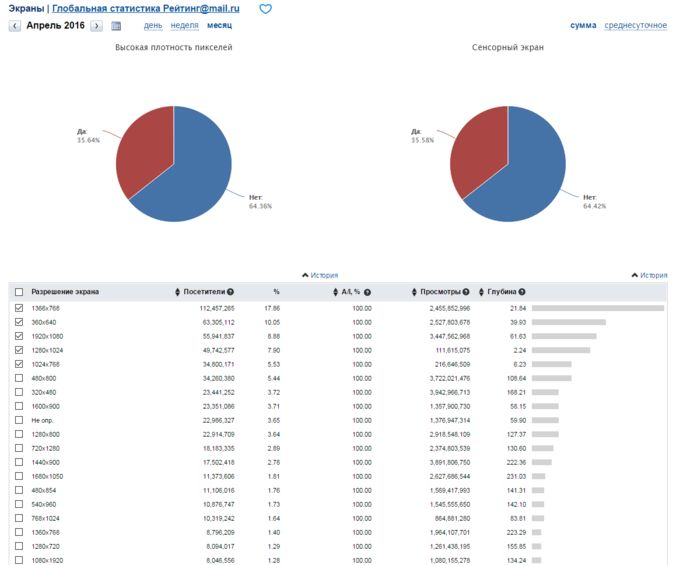 Экраны | Глобальная статистика Рейтинг@mail.ru
Апрель 2016 день неделя месяц сумма среднесуточное
Высокая плотность пикселей
Да:
35.64%
Нет:
64.36%
Сенсорный экран
Да:
35.58%
Нет:
64.42%
История История
Разрешение экрана Посетители % А/I, % Просмотры Глубина
1366x768 112,457,265 17.86 100.00 2,455,852,996 21.84
360x640 63,305,112 10.05 100.00 2,527,803,678 39.93
1920x1080 55,941,837 8.88 100.00 3,447,562,968 61.63
1280x1024 49,742,577 7.90 100.00 111,615,075 2.24
1024x768 34,800,171 5.53 100.00 216,646,509 6.23
480x800 34,260,380 5.44 100.00 3,722,021,476 108.64
320x480 23,441,252 3.72 100.00 3,942,966,713 168.21
1600x900 23,351,086 3.71 100.00 1,357,900,730 58.15
Не опр. 22,986,327 3.65 100.00 1,376,947,314 59.90
1280x800 22,914,709 3.64 100.00 2,918,548,109 127.37
720x1280 18,183,335 2.89 100.00 2,374,803,539 130.60
1440x900 17,502,418 2.78 100.00 3,891,806,750 222.36
1680x1050 11,373,606 1.81 100.00 2,627,686,544 231.03
480x854 11,106,016 1.76 100.00 1,569,417,993 141.31
540x960 10,876,747 1.73 100.00 1,545,555,650 142.10
768x1024 10,319,242 1.64 100.00 864,881,280 83.81
1360x768 8,796,209 1.40 100.00 1,964,107,701 223.29
1280x720 8,094,017 1.29 100.00 1,261,438,195 155.85
1080x1920 8,046,556 1.28 100.00 1,080,155,278 134.24